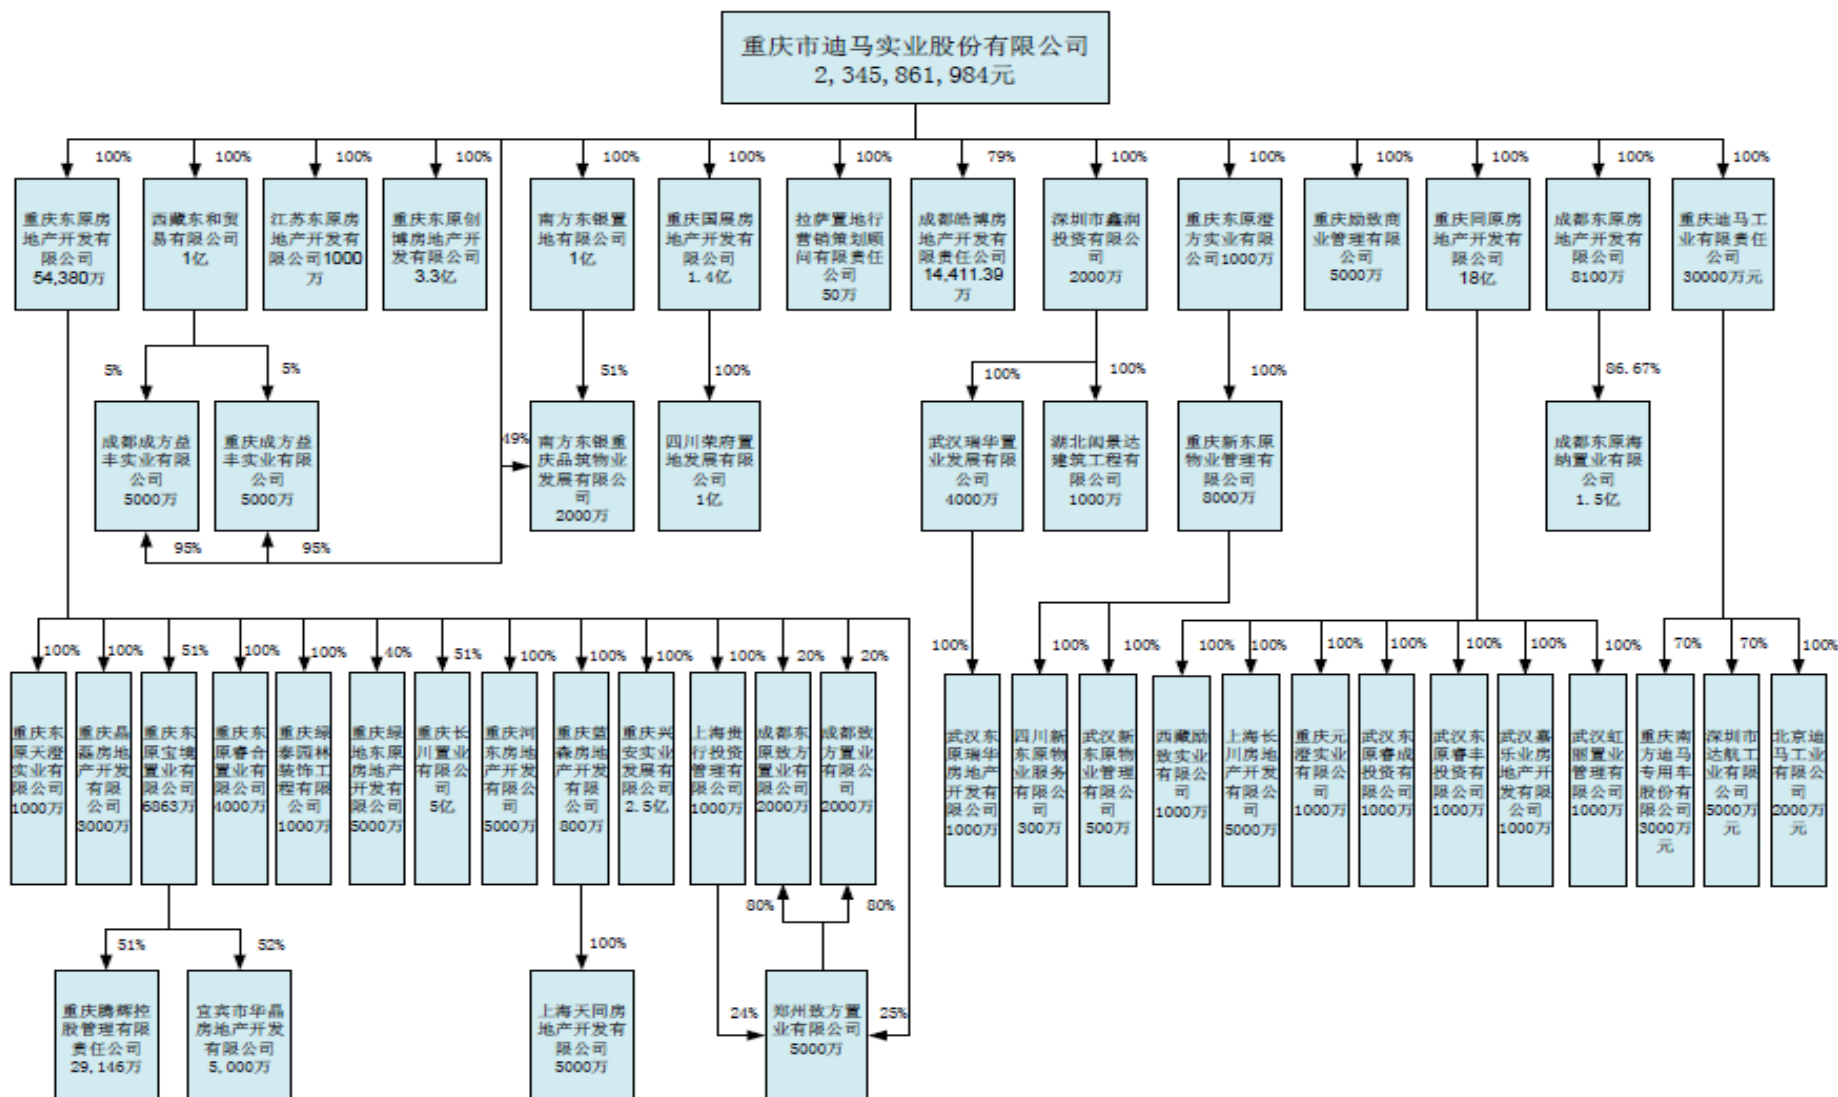 重庆市迪马实业股份有限公司
2,345,861,984元
100%
100%
100%
100%
100%
100%
100%
79%
100%
100%
100%
100%
100%
100%
重庆东原房
地产开发有
限公司
54,380万
西藏东和贸
易有限公司
1亿
江苏东原房
地产开发有
限公司1000
万
重庆东原创
博房地产开
发有限公司
3.3亿
南方东银置
地有限公司
1亿
重庆国展房
地产开发有
限公司
1.4亿
拉萨置地行
营销策划顾
问有限责任
公司
50万
成都皓博房
地产开发有
限责任公司
14,411.39
万
深圳市鑫润
投资有限公
司
2000万
重庆东原澄
方实业有限
公司1000万
重庆励致商
业管理有限
公司
5000万
重庆同原房
地产开发有
限公司
18亿
成都东原房
地产开发有
限公司
8100万
重庆迪马工
业有限责任
公司
30000万元
5%
5%
51%
100%
100%
100%
100%
86.67%
49%
成都成方益
丰实业有限
公司
5000万
重庆成方益
丰实业有限
公司
5000万
南方东银重
庆品筑物业
发展有限公
司
2000万
四川荣府置
地发展有限
公司
1亿
武汉瑞华置
业发展有限
公司
4000万
湖北闳景达
建筑工程有
限公司
1000万
重庆新东原
物业管理有
限公司
8000万
成都东原海
纳置业有限
公司
1.5亿
95%
95%
100%
100%
51%
100%
100%
40%
51%
100%
100%
100%
100%
20%
20%
100%
100%
100%
100%
100%
100%
100%
100%
100%
100%
70%
70%
100%
重庆东
原天澄
实业有
限公司
1000万
重庆晶
磊房地
产开发
有限公
司
3000万
重庆东
原宝境
置业有
限公司
6863万
重庆东
原睿合
置业有
限公司
4000万
重庆绿
泰园林
装饰工
程有限
公司
1000万
重庆绿
地东原
房地产
开发有
限公司
5000万
重庆长
川置业
有限公
司
5亿
重庆河
东房地
产开发
有限公
司
5000万
重庆蓝
森房地
产开发
有限公
司
800万
重庆兴
安实业
发展有
限公司
2.5亿
上海贵
行投资
管理有
限公司
1000万
成都东
原致方
置业有
限公司
2000万
成都致
方置业
有限公
司
2000万
武汉东
原瑞华
房地产
开发有
限公司
1000万
四川新
东原物
业服务
有限公
司
300万
武汉新
东原物
业管理
有限公
司
500万
西藏励
致实业
有限公
司
1000万
上海长
川房地
产开发
有限公
司
5000万
重庆元
澄实业
有限公
司
1000万
武汉东
原睿成
投资有
限公司
1000万
武汉东
原睿丰
投资有
限公司
1000万
武汉嘉
乐业房
地产开
发有限
公司
1000万
武汉虹
丽置业
管理有
限公司
1000万
重庆南
方迪马
专用车
股份有
限公司
3000万
元
深圳市
达航工
业有限
公司
5000万
元
北京迪
马工业
有限公
司
2000万
元
80%
80%
51%
52%
100%
24%
25%
重庆腾辉控
股管理有限
责任公司
29,146万
宜宾市华晶
房地产开发
有限公司
5,000万
上海天同房
地产开发有
限公司
5000万
郑州致方置
业有限公司
5000万